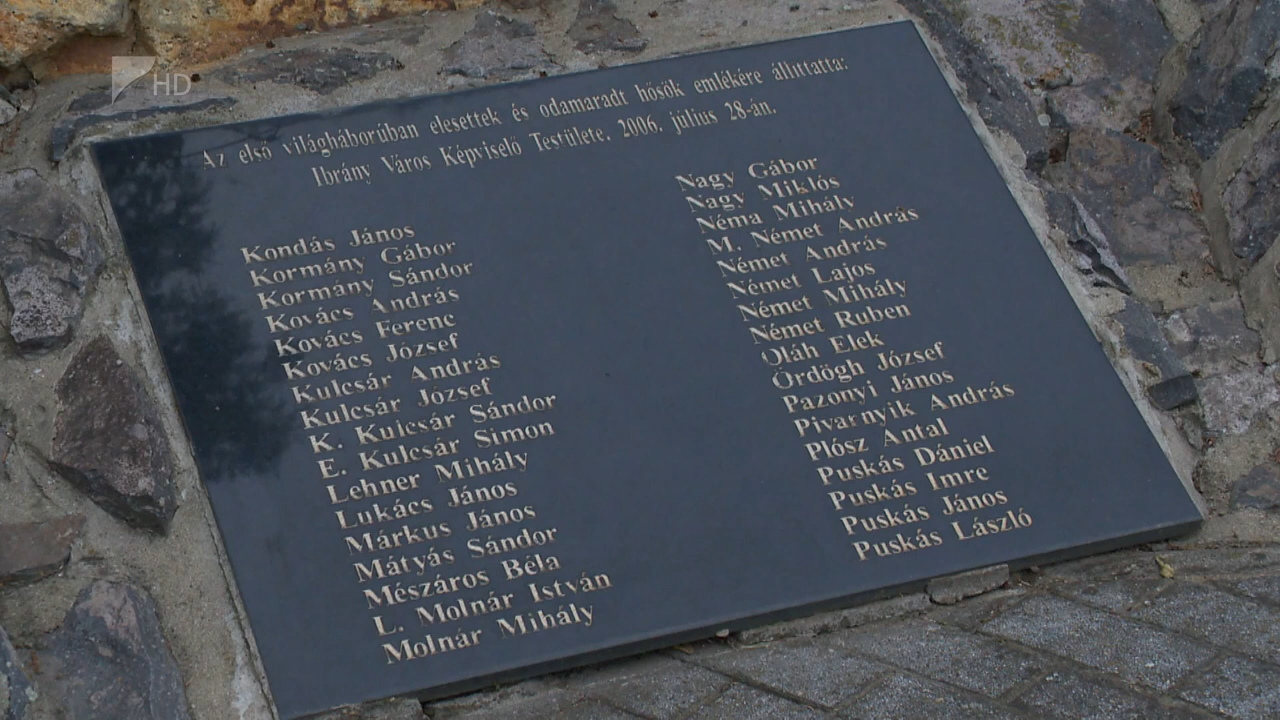 HD
Az első világháborúban elesettek és odamaradt hősök emlékére állíttatta:
Ibrány Város Képviselő Testülete. 2006. július 28-án.
Kondás János
Kormány Gábor
Kormány Sándor
Kovács András
Kovács Ferenc
Kovács József
Kulcsár András
Kulcsár József
K. Kulcsár Sándor
E. Kulcsár Simon
Lehner Mihály
Lukács János
Márkus János
Mátyás Sándor
Mészáros Béla
L. Molnár István
Molnár Mihály
Nagy Gábor
Nagy Miklós
Néma Mihály
M. Német András
Német András
Német Lajos
Német Mihály
Német Ruben
Oláh Elek
Ördögh József
Pazonyi János
Pivarnyik András
Plósz Antal
Puskás Dániel
Puskás Imre
Puskás János
Puskás László